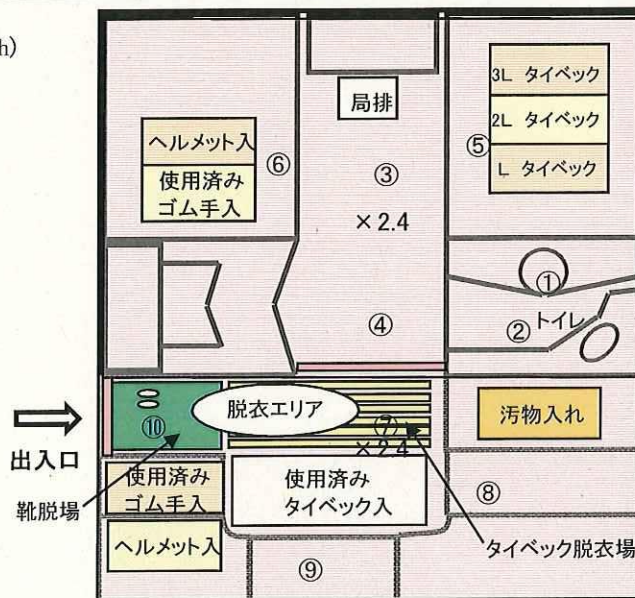 h)
3L タイベック
2L タイベック
L タイベック
局排
ヘルメット入
使用済み
ゴム手入
⑥
③
⑤
×2.4
①
トイレ
②
④
脱衣エリア
⑩
⑦
×2.4
汚物入れ
出入口
使用済み
ゴム手入
使用済み
タイベック入
靴脱場
⑧
ヘルメット入
タイベック脱衣場
⑨